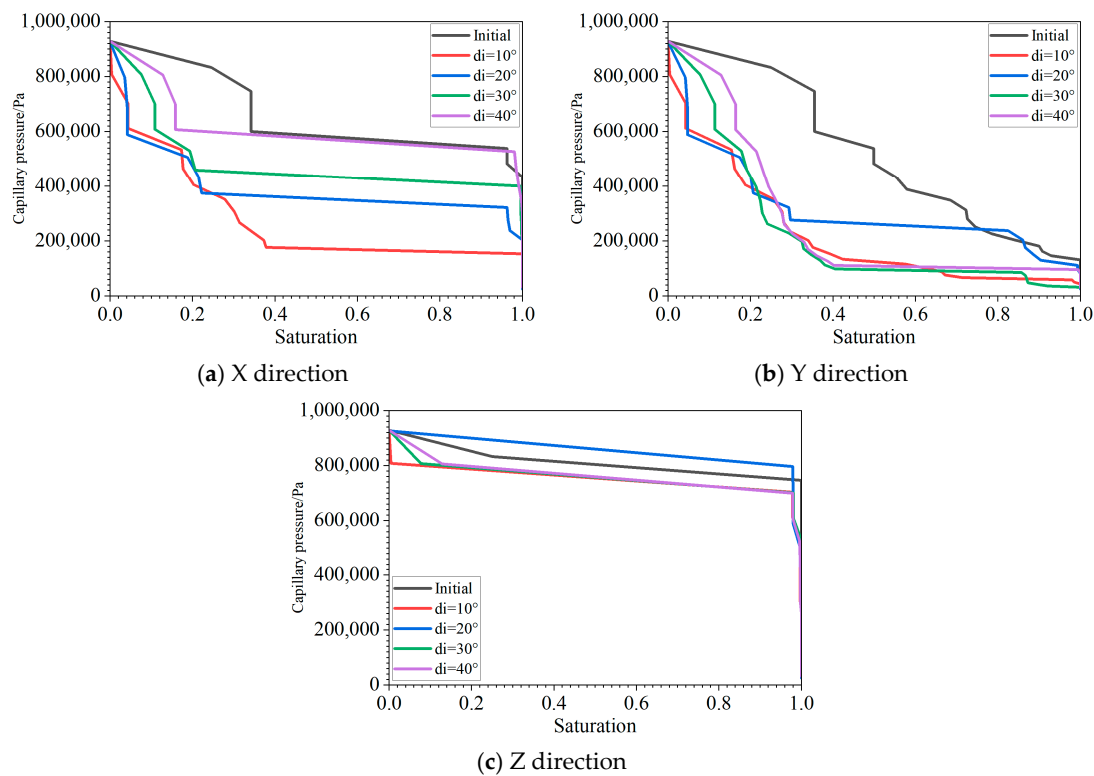 1,000,000
800,000
600,000
400,000
200,000
0
Capillary pressure/Pa
0.0 0.2 0.4 0.6 0.8 1.0
Saturation
Initial
di=10°
di=20°
di=30°
di=40°
(a) X direction
1,000,000
800,000
600,000
400,000
200,000
0
Capillary pressure/Pa
0.0 0.2 0.4 0.6 0.8 1.0
Saturation
Initial
di=10°
di=20°
di=30°
di=40°
(b) Y direction
1,000,000
800,000
600,000
400,000
200,000
0
Capillary pressure/Pa
0.0 0.2 0.4 0.6 0.8 1.0
Saturation
Initial
di=10°
di=20°
di=30°
di=40°
(c) Z direction